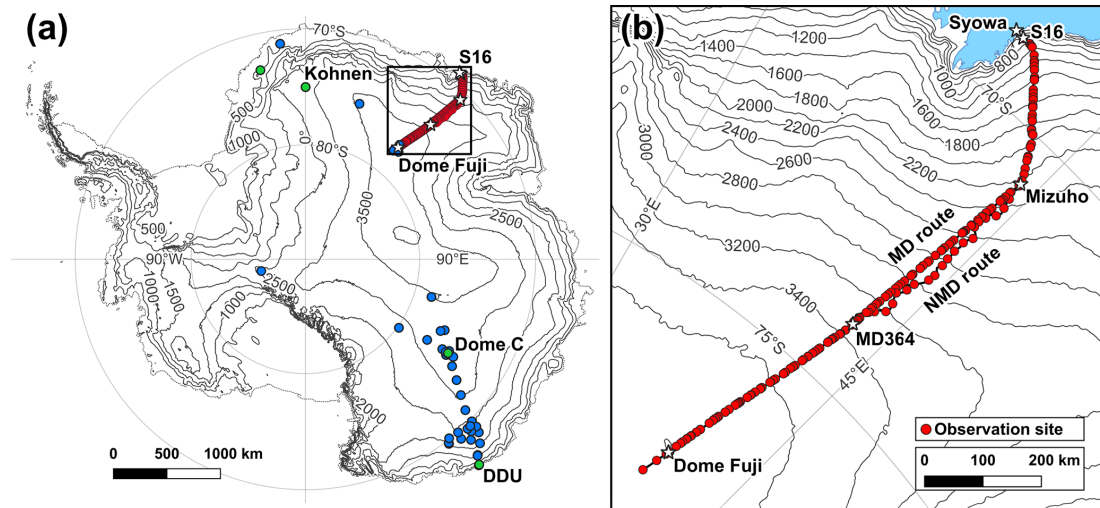 (a)
70°S
S16
Kohnen
500
1000
0°
80°S
Dome Fuji
3500
2500
500
90°W
90°E
1000
1500
2500
1000
Dome C
2000
0 500 1000 km
DDU
(b)
Syowa
S16
1200
1400
1600
800
1000
1800
70°S
2000
1800
1600
2200
2400
2200
1800
3000
2600
2200
2800
Mizuho
30°E
MD route
3200
NMD route
3400
MD364
75°S
45°E
Observation site
Dome Fuji
0 100 200 km